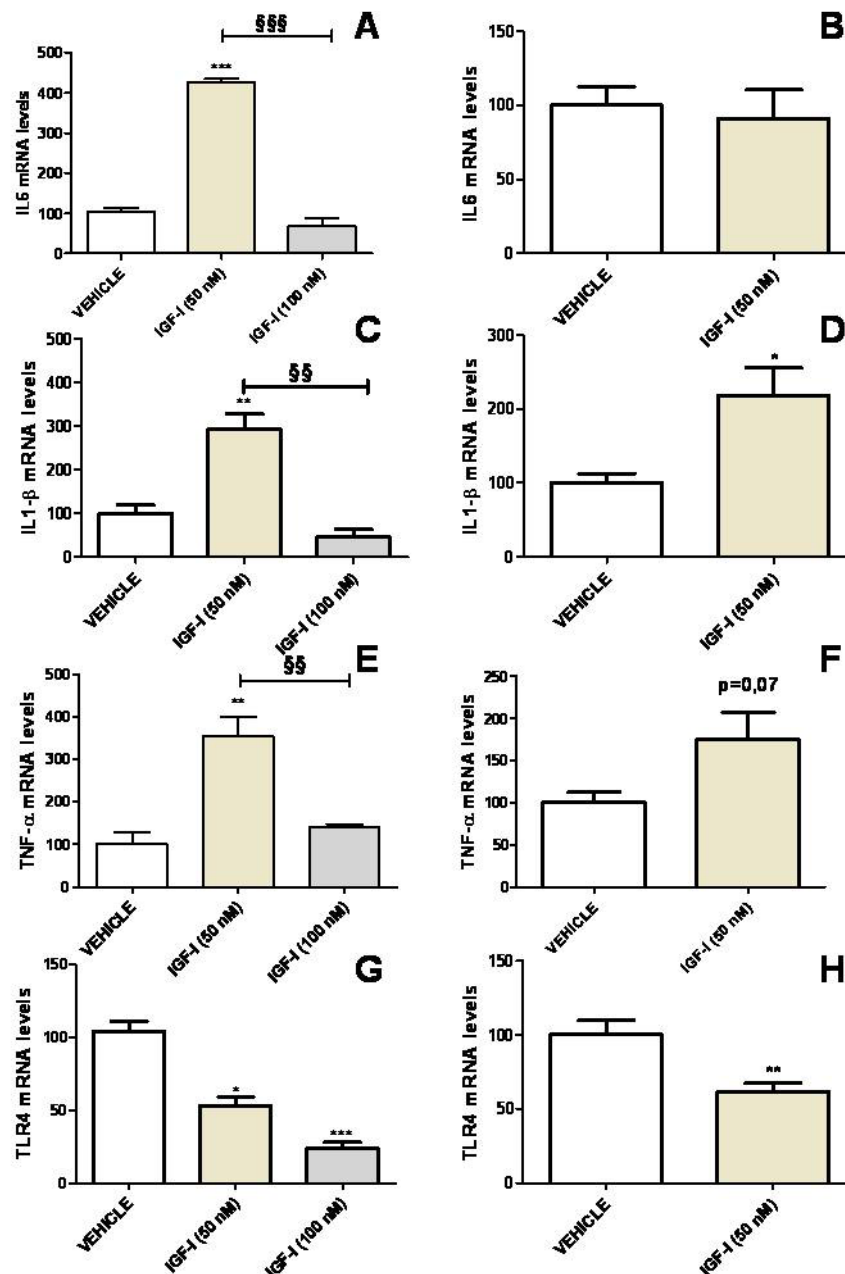 A
§§§
500
400
300
200
100
0
IL6 mRNA levels
***
VEHICLE
IGF-I (50 nM)
IGF-I (100 nM)
B
150
100
50
0
IL6 mRNA levels
VEHICLE
IGF-I (50 nM)
C
§§
500
400
300
200
100
0
IL1-β mRNA levels
**
VEHICLE
IGF-I (50 nM)
IGF-I (100 nM)
D
300
200
100
0
IL1-β mRNA levels
*
VEHICLE
IGF-I (50 nM)
E
§§
500
400
300
200
100
0
TNF-α mRNA levels
**
VEHICLE
IGF-I (50 nM)
IGF-I (100 nM)
F
p=0,07
250
200
150
100
50
0
TNF-α mRNA levels
VEHICLE
IGF-I (50 nM)
G
150
100
50
0
TLR4 mRNA levels
*
***
VEHICLE
IGF-I (50 nM)
IGF-I (100 nM)
H
150
100
50
0
TLR4 mRNA levels
**
VEHICLE
IGF-I (50 nM)